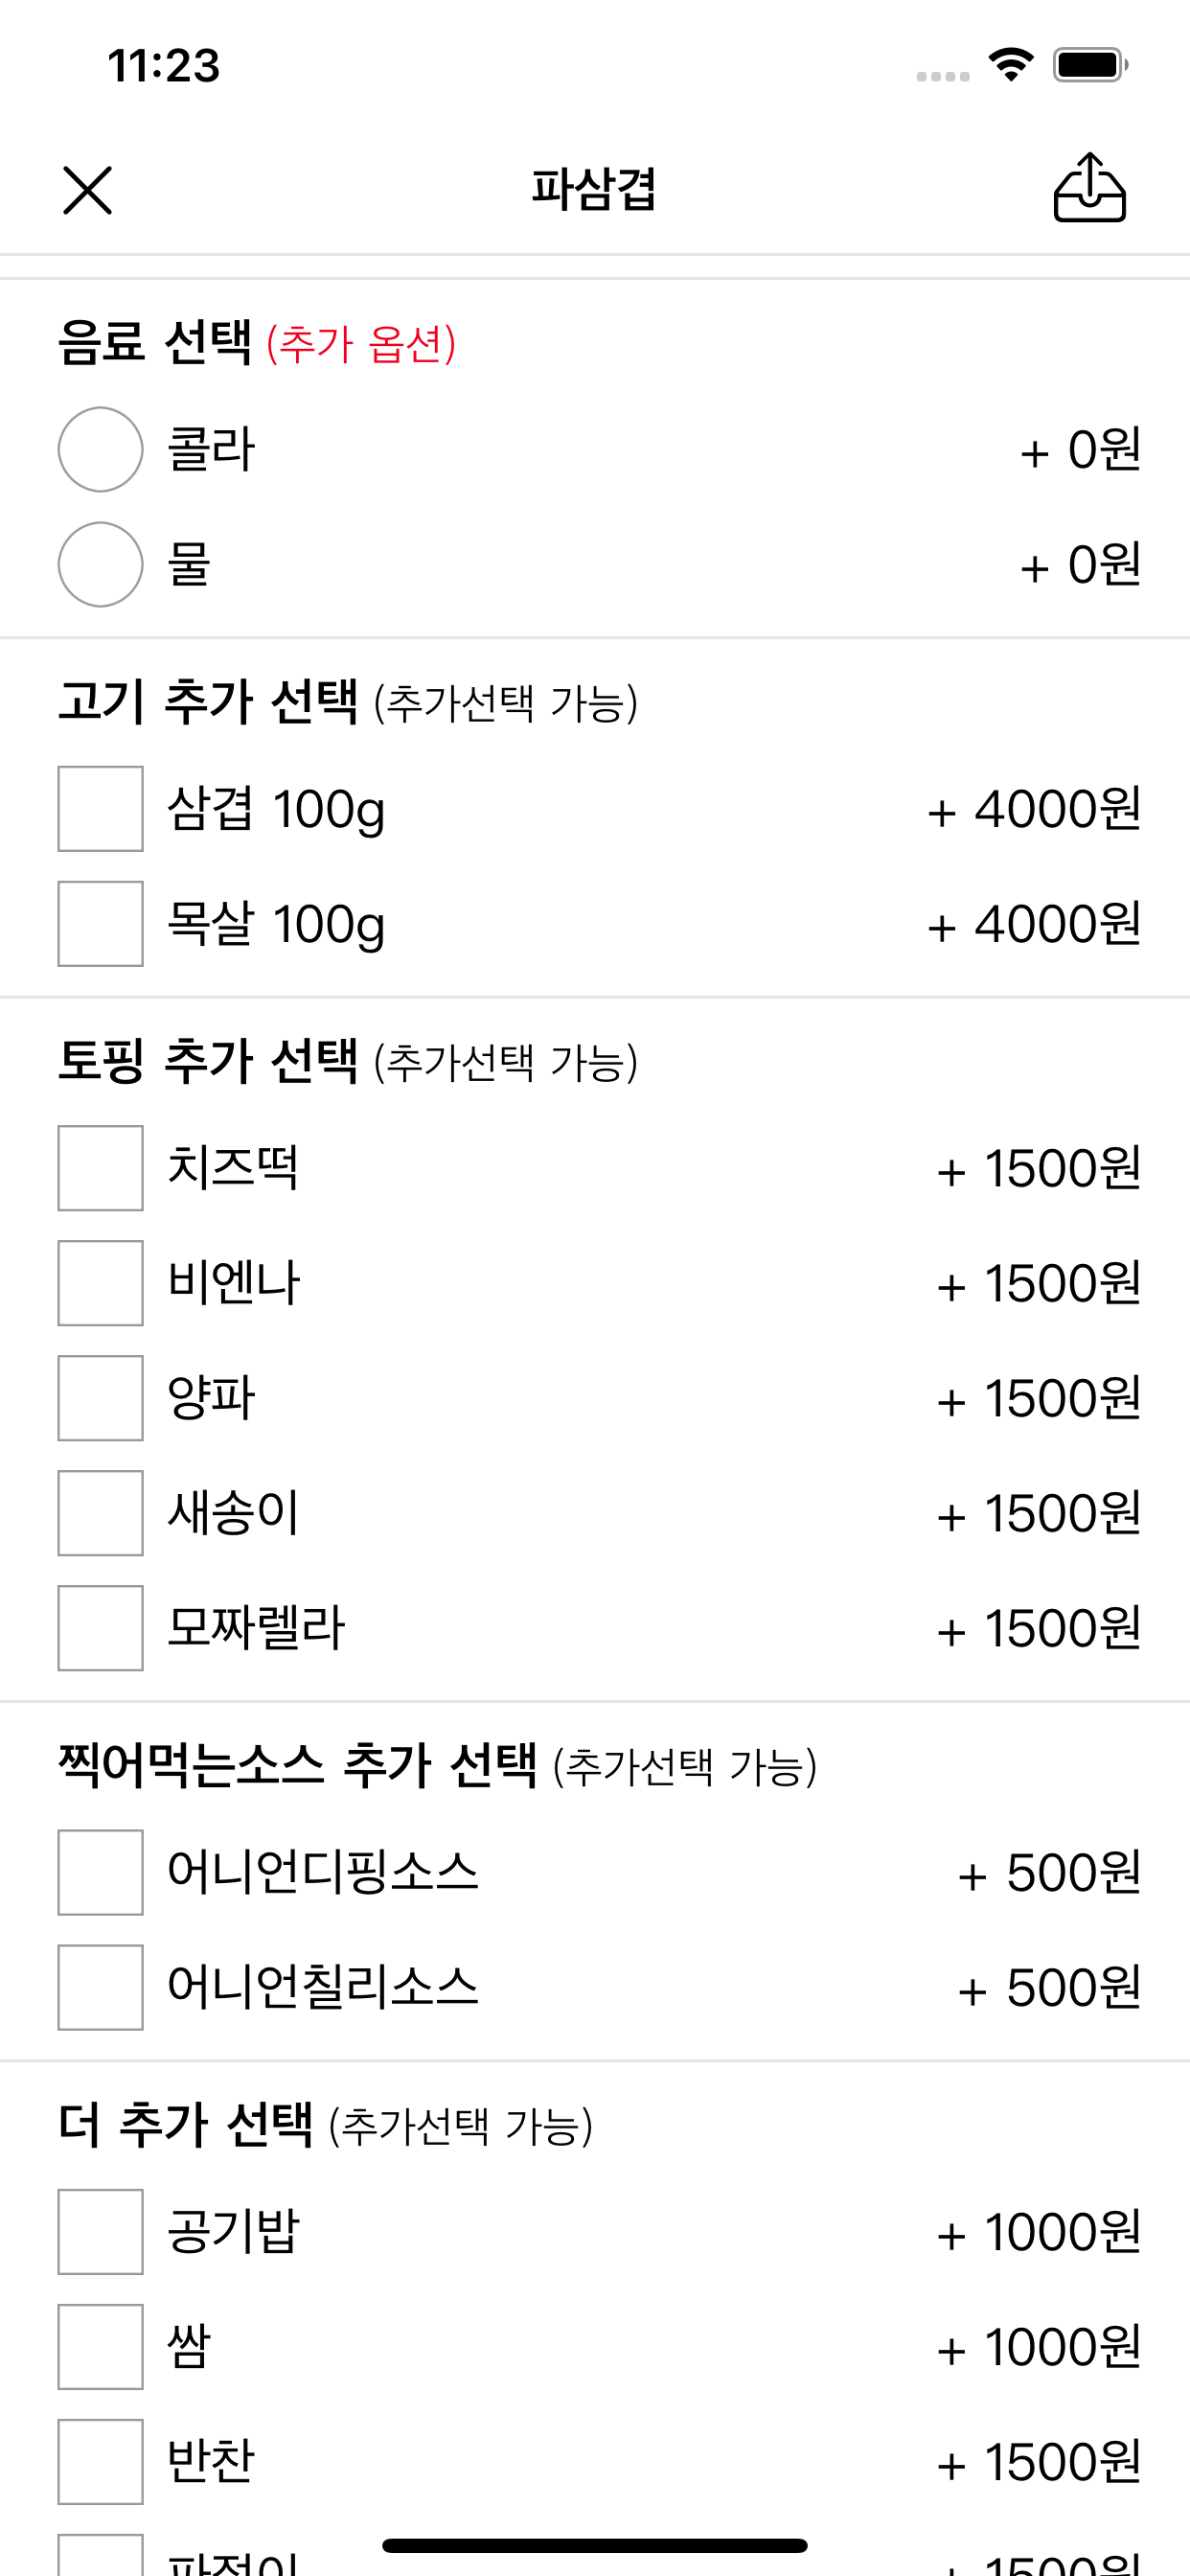 11:23
파삼겹
음료 선택 (추가 옵션)
콜라 + 0원
물 + 0원
고기 추가 선택 (추가선택 가능)
삼겹 100g + 4000원
목살 100g + 4000원
토핑 추가 선택 (추가선택 가능)
치즈떡 + 1500원
비엔나 + 1500원
양파 + 1500원
새송이 + 1500원
모짜렐라 + 1500원
찍어먹는소스 추가 선택 (추가선택 가능)
어니언디핑소스 + 500원
어니언칠리소스 + 500원
더 추가 선택 (추가선택 가능)
공기밥 + 1000원
쌈 + 1000원
반찬 + 1500원
+ 1500원